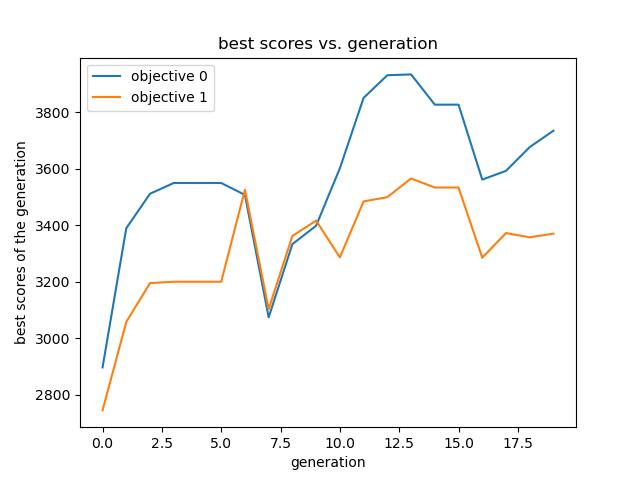 best scores vs. generation
objective 0
objective 1
best scores of the generation
3800
3600
3400
3200
3000
2800
0.0 2.5 5.0 7.5 10.0 12.5 15.0 17.5
generation